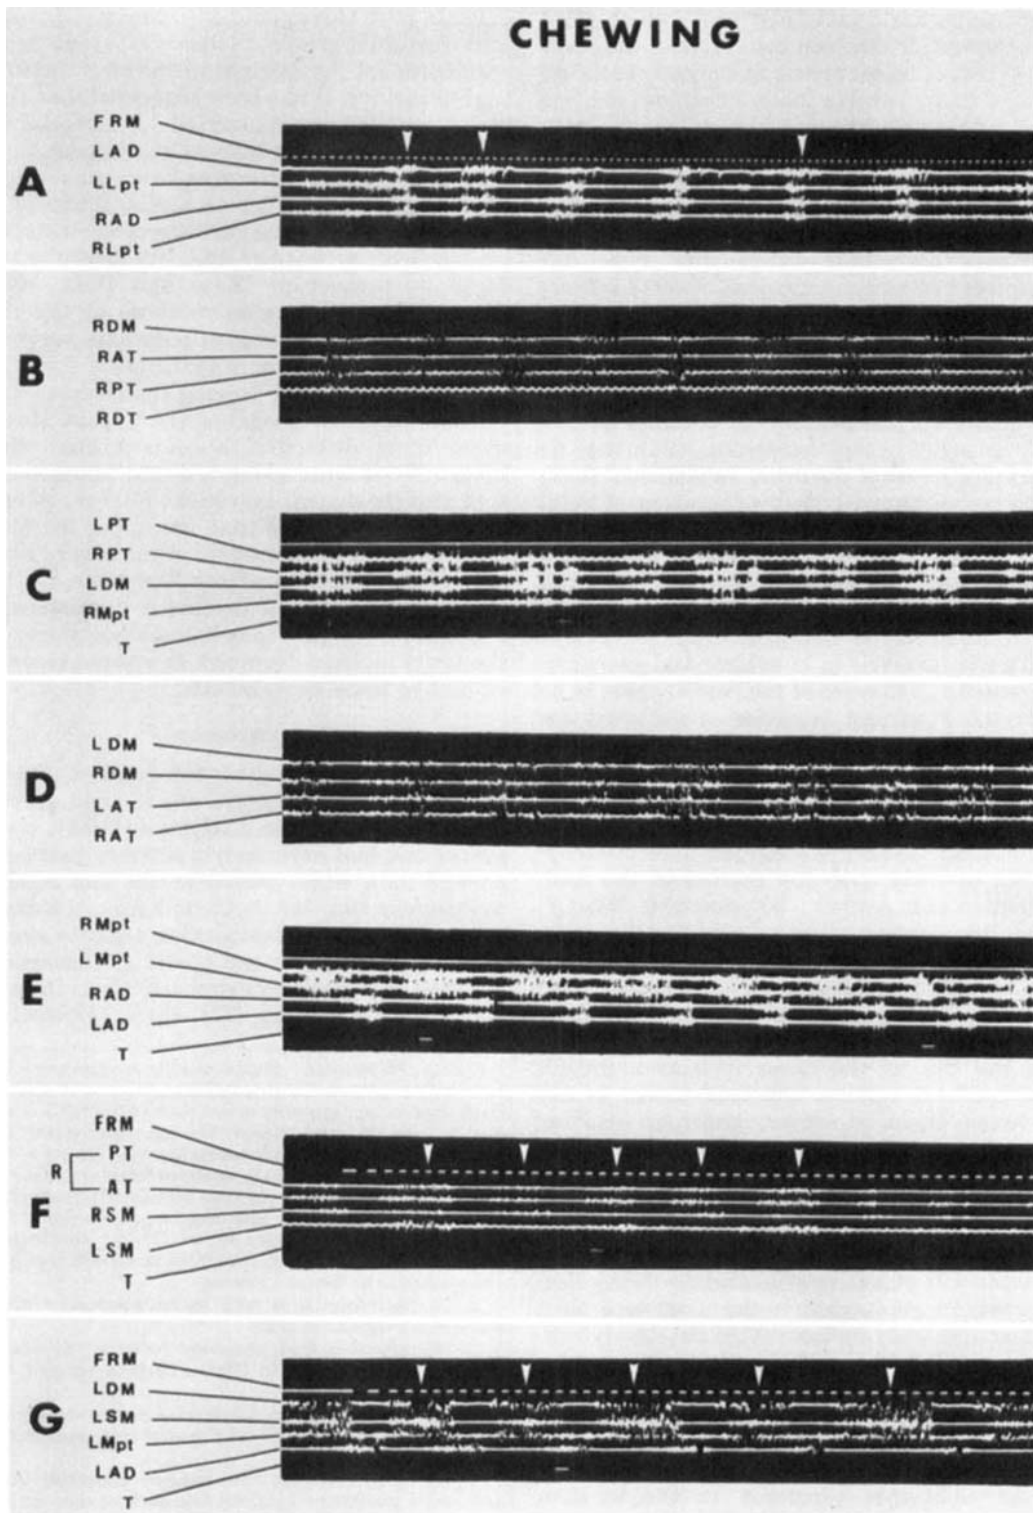 CHEWING
A
FRM
LAD
LLpt
RAD
RLpt
B
RDM
RAT
RPT
RDT
C
LPT
RPT
LDM
RMpt
T
D
LDM
RDM
LAT
RAT
E
RMpt
LMpt
RAD
LAD
T
F
FRM
R
PT
AT
RSM
LSM
T
G
FRM
LDM
LSM
LMpt
LAD
T